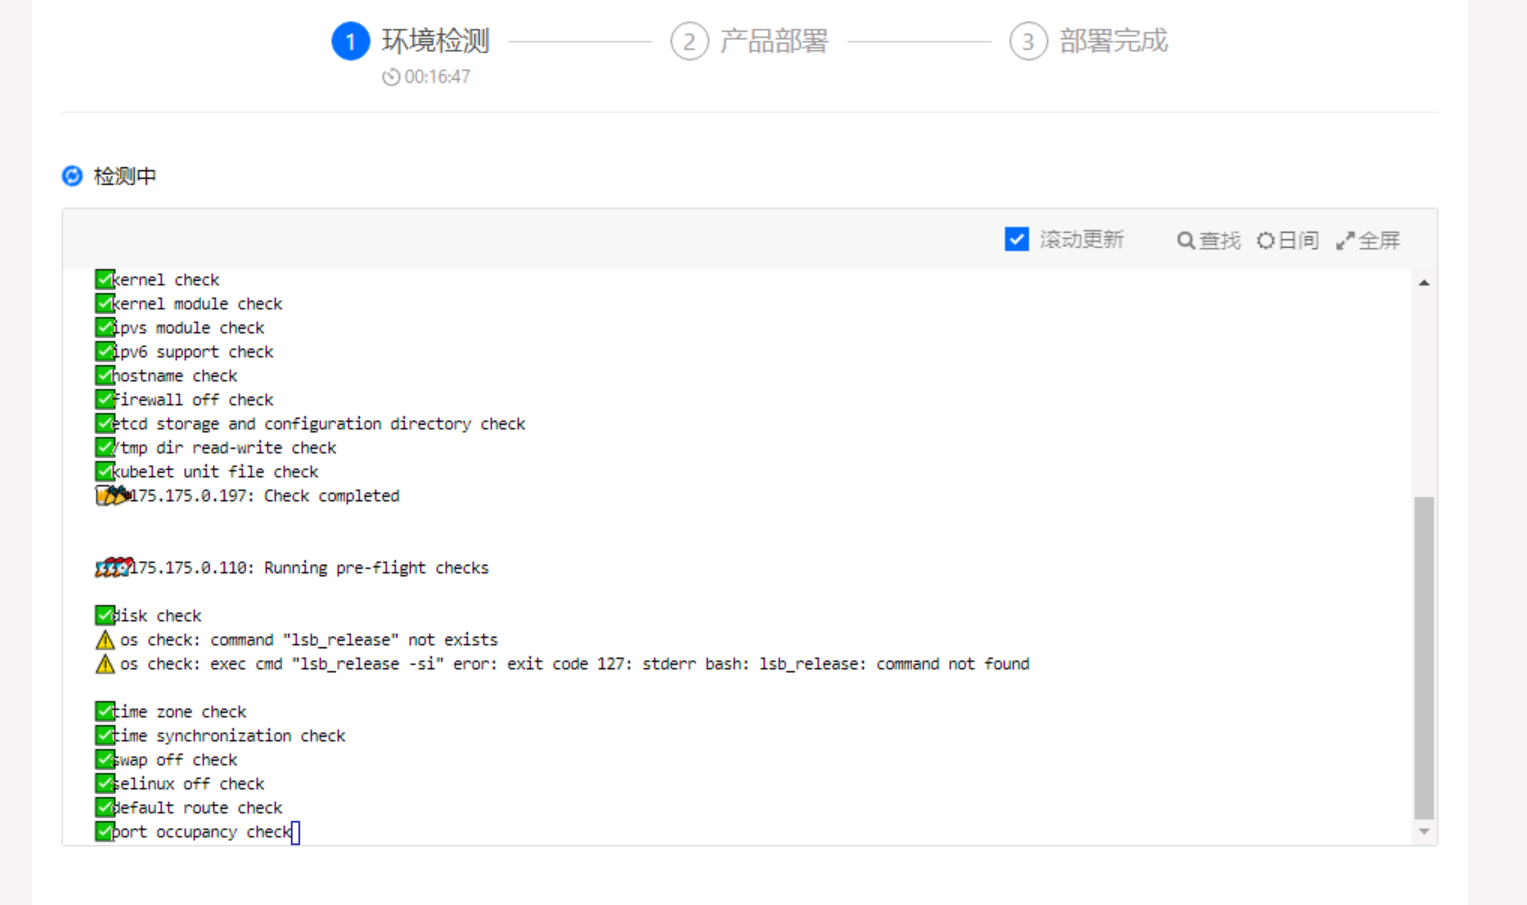 1 环境检测 2 产品部署 3 部署完成
00:16:47
检测中
滚动更新 查找 日间 全屏
kernel check
kernel module check
ipvs module check
ipv6 support check
hostname check
firewall off check
etcd storage and configuration directory check
/tmp dir read-write check
kubelet unit file check
175.175.0.197: Check completed
175.175.0.110: Running pre-flight checks
disk check
os check: command "lsb_release" not exists
os check: exec cmd "lsb_release -si" eror: exit code 127: stderr bash: lsb_release: command not found
time zone check
time synchronization check
swap off check
selinux off check
default route check
port occupancy check